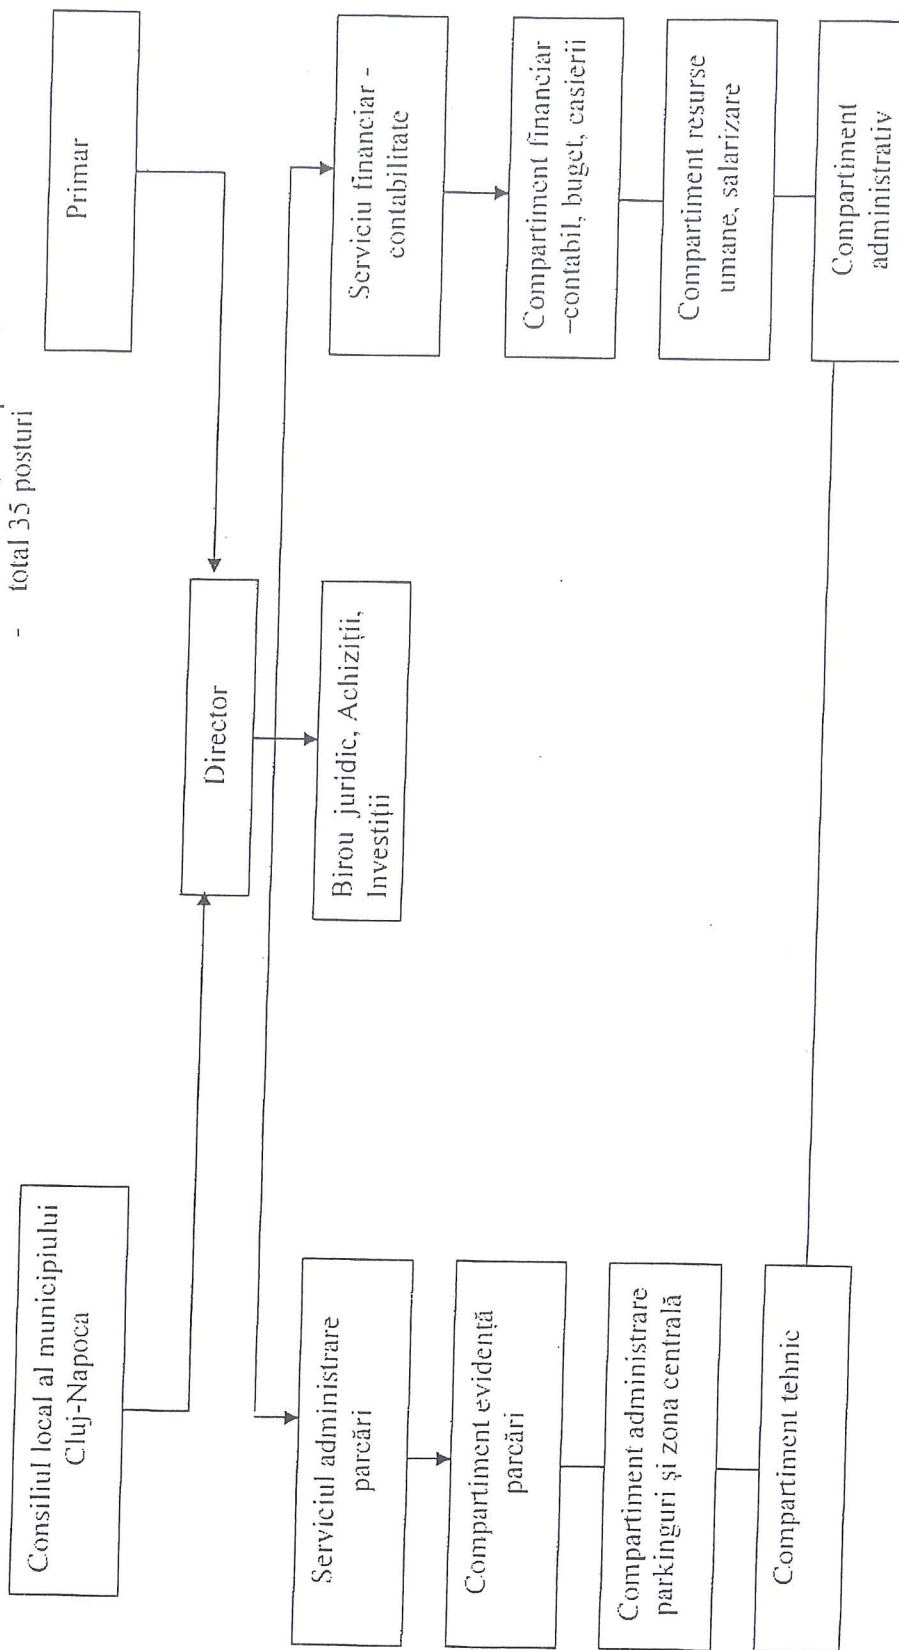 - total 35 posturi
Consiliul local al municipiului
Cluj-Napoca
Primar
Director
Birou juridic, Achiziții,
Investiții
Serviciul administrare
parcări
Compartiment evidență
parcări
Compartiment administrare
parkinguri și zona centrală
Compartiment tehnic
Serviciu financiar -
contabilitate
Compartiment financiar
–contabil, buget, casierii
Compartiment resurse
umane, salarizare
Compartiment
administrativ